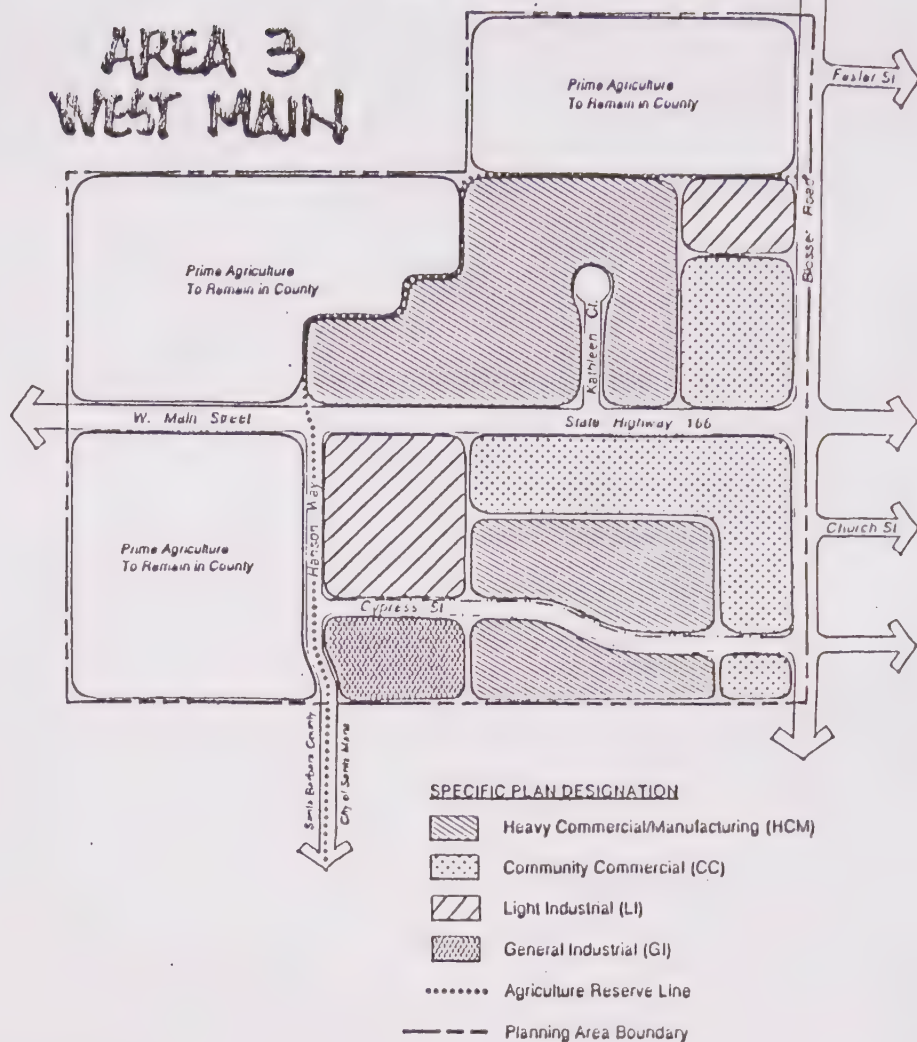 AREA 3
WEST MAIN
Prime Agriculture
To Remain in County
Fesler St
Blosser Road
Prime Agriculture
To Remain in County
Kathleen Ct.
W. Main Street
State Highway 166
Hanson Way
Prime Agriculture
To Remain in County
Church St
Cypress St
Santa Barbara County
City of Santa Maria
SPECIFIC PLAN DESIGNATION
Heavy Commercial/Manufacturing (HCM)
Community Commercial (CC)
Light Industrial (LI)
General Industrial (GI)
Agriculture Reserve Line
Planning Area Boundary